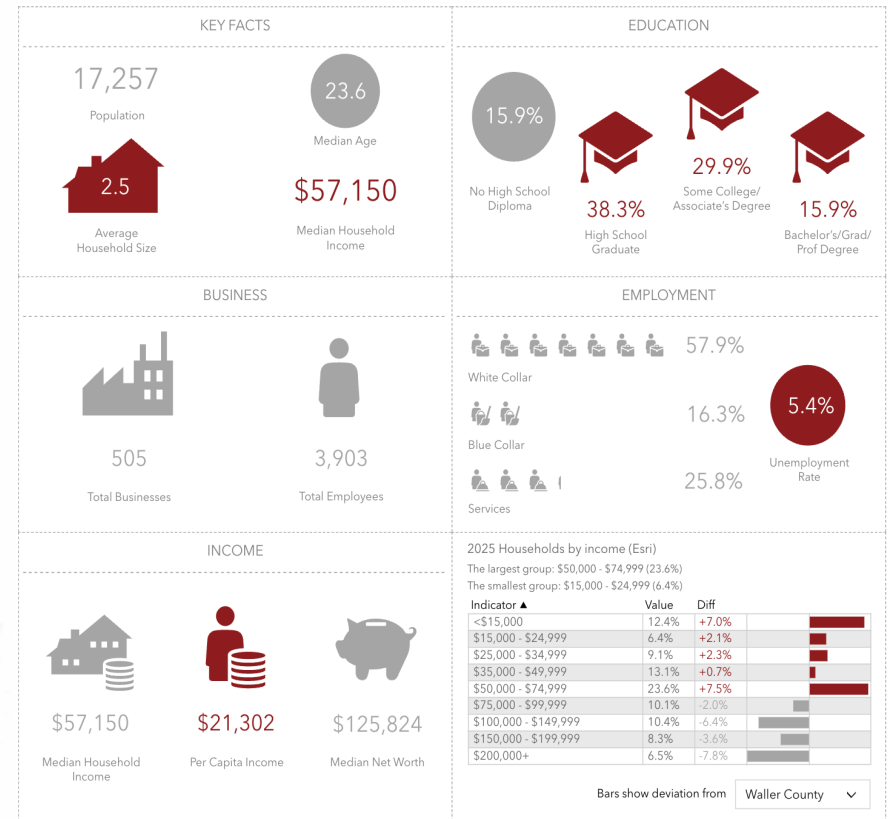 KEY FACTS
17,257
Population
23.6
Median Age
2.5
Average
Household Size
$57,150
Median Household
Income
EDUCATION
15.9%
No High School
Diploma
38.3%
High School
Graduate
29.9%
Some College/
Associate's Degree
15.9%
Bachelor's/Grad/
Prof Degree
BUSINESS
505
Total Businesses
3,903
Total Employees
EMPLOYMENT
57.9%
White Collar
16.3%
Blue Collar
25.8%
Services
5.4%
Unemployment
Rate
INCOME
$57,150
Median Household
Income
$21,302
Per Capita Income
$125,824
Median Net Worth
2025 Households by income (Esri)
The largest group: $50,000 - $74,999 (23.6%)
The smallest group: $15,000 - $24,999 (6.4%)
Indicator ▲ Value Diff
<$15,000 12.4% +7.0%
$15,000 - $24,999 6.4% +2.1%
$25,000 - $34,999 9.1% +2.3%
$35,000 - $49,999 13.1% +0.7%
$50,000 - $74,999 23.6% +7.5%
$75,000 - $99,999 10.1% -2.0%
$100,000 - $149,999 10.4% -6.4%
$150,000 - $199,999 8.3% -3.6%
$200,000+ 6.5% -7.8%
Bars show deviation from Waller County